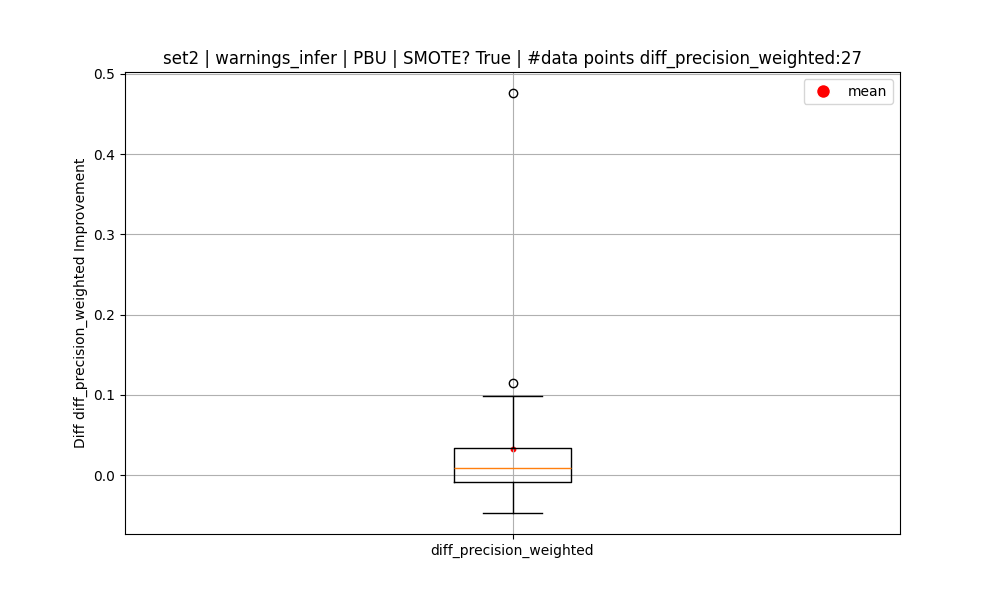 set2 | warnings_infer | PBU | SMOTE? True | #data points diff_precision_weighted:27
mean
Diff diff_precision_weighted Improvement
0.5
0.4
0.3
0.2
0.1
0.0
diff_precision_weighted